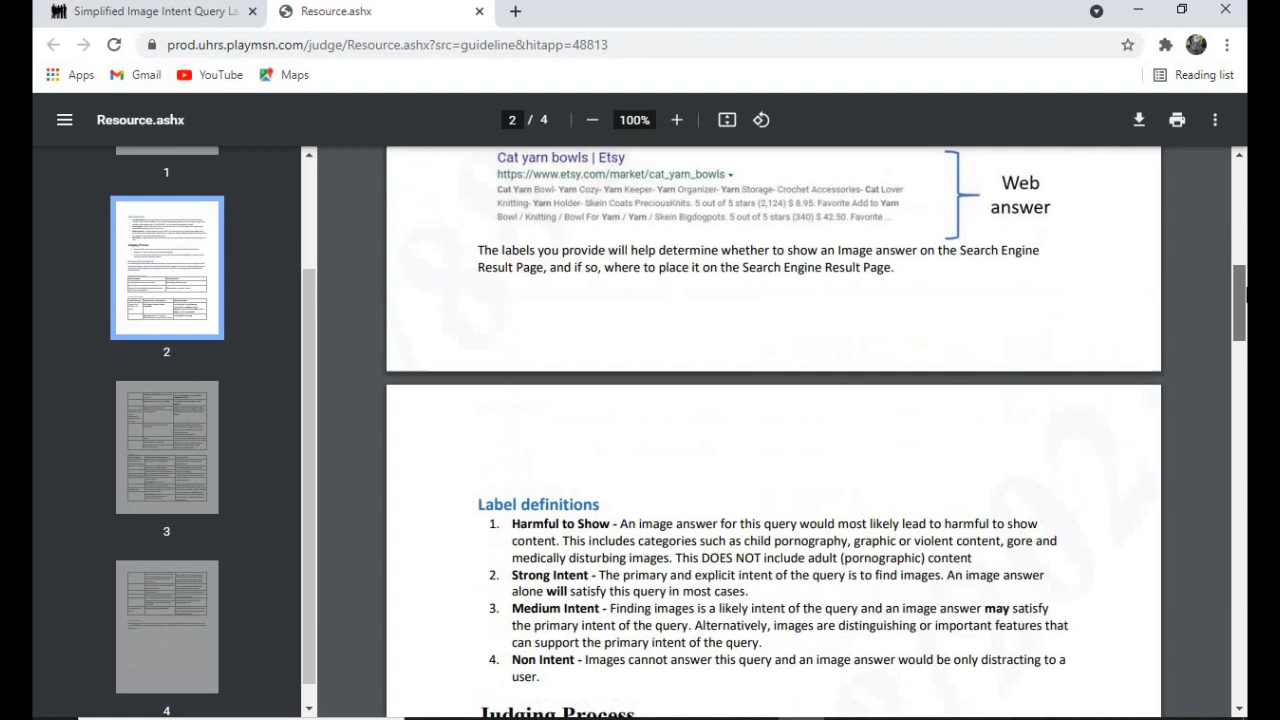 Simplified Image Intent Query La
Resource.ashx
prod.uhrs.playmsn.com/judge/Resource.ashx?src=guideline&hitapp=48813
Apps Gmail YouTube Maps Reading list
Resource.ashx 2 / 4 100%
1
2
3
4
Cat yarn bowls | Etsy
https://www.etsy.com/market/cat_yarn_bowls
Cat Yarn Bowl- Yarn Cozy- Yarn Keeper- Yarn Organizer- Yarn Storage- Crochet Accessories- Cat Lover
Knitting- Yarn Holder- Skein Coats PreciousKnits. 5 out of 5 stars (2,124) $ 8.95. Favorite Add to Yarn
Bowl / Knitting / Bowl For Yarn / Yarn / Skein Bigdogpots. 5 out of 5 stars (340) $ 42.50. Favorite ...
Web
answer
The labels you provide will help determine whether to show an image answer on the Search Engine
Result Page, and if so, where to place it on the Search Engine Result Page.
Label definitions
1. Harmful to Show - An image answer for this query would most likely lead to harmful to show
content. This includes categories such as child pornography, graphic or violent content, gore and
medically disturbing images. This DOES NOT include adult (pornographic) content
2. Strong Intent - The primary and explicit intent of the query is to find images. An image answer
alone will satisfy this query in most cases.
3. Medium Intent - Finding images is a likely intent of the query and an image answer may satisfy
the primary intent of the query. Alternatively, images are distinguishing or important features that
can support the primary intent of the query.
4. Non Intent - Images cannot answer this query and an image answer would be only distracting to a
user.
Judging Process